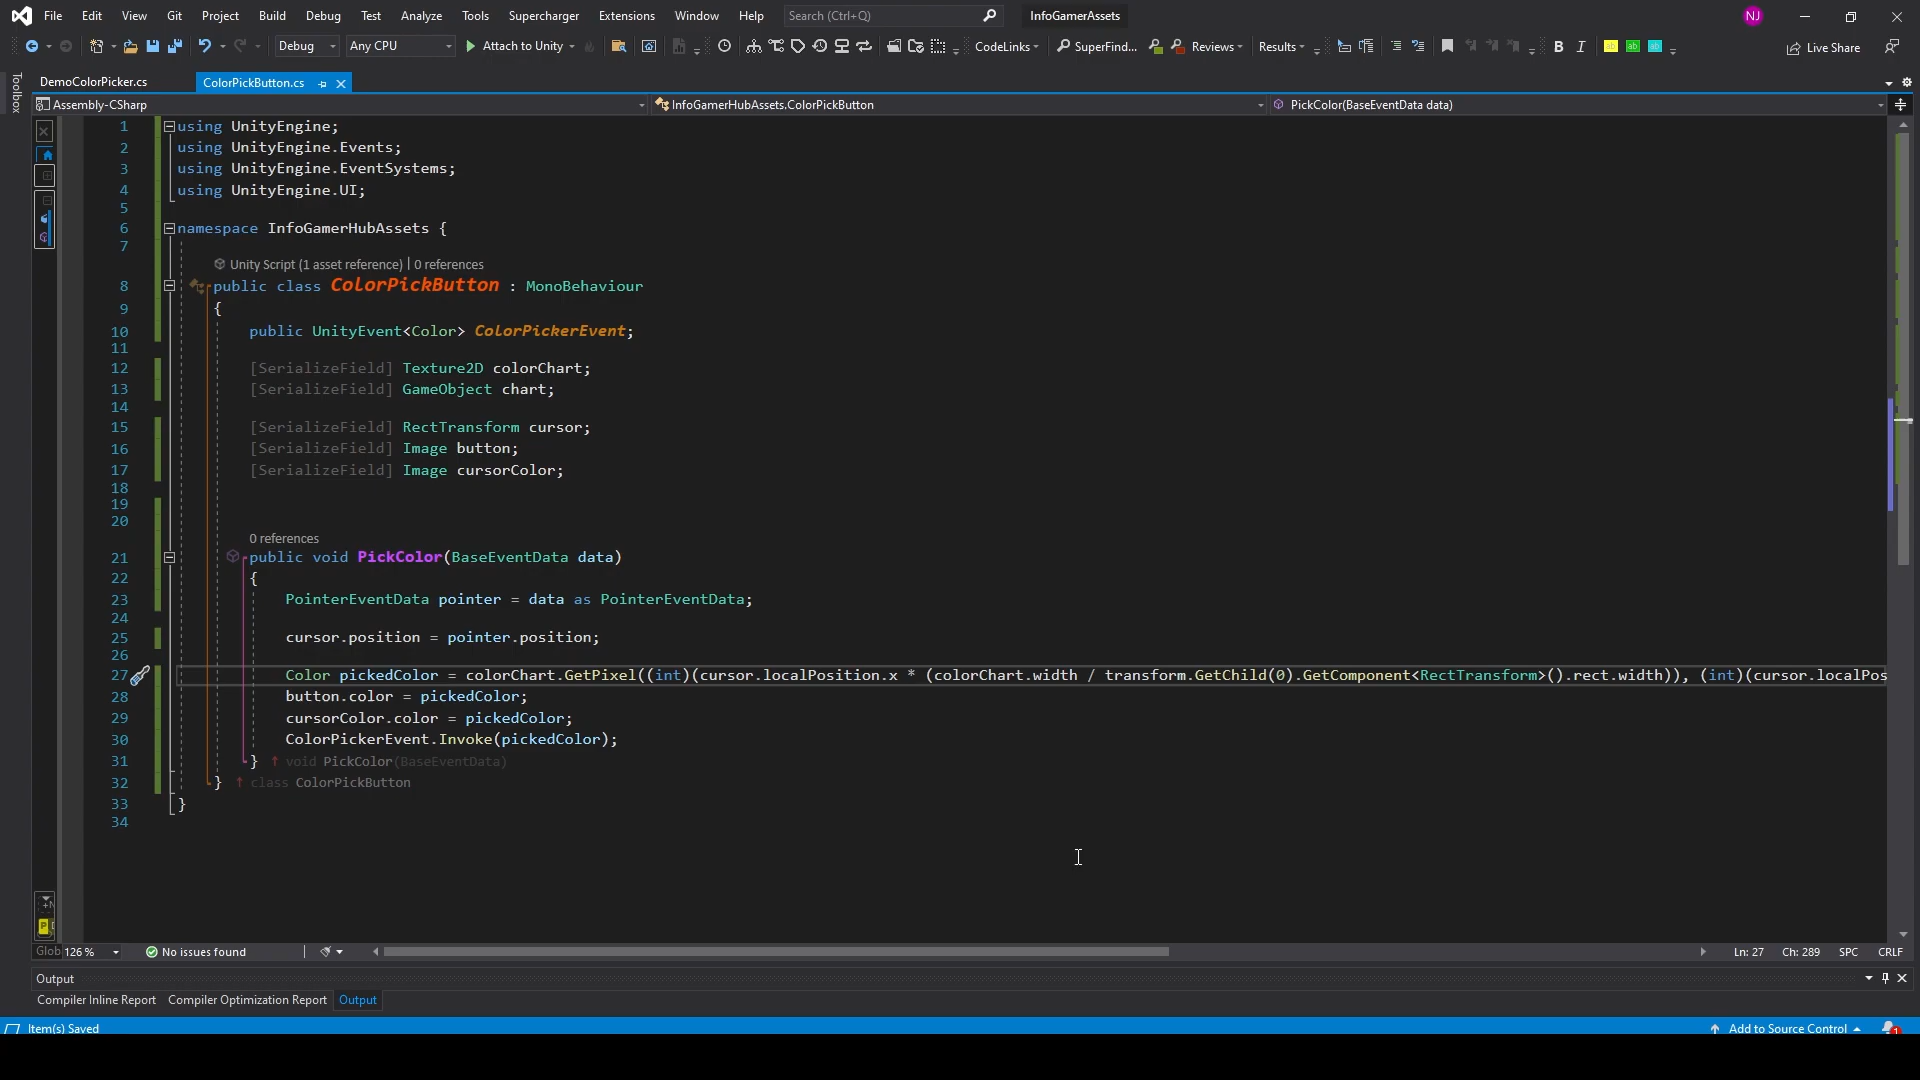 File Edit View Git Project Build Debug Test Analyze Tools Supercharger Extensions Window Help Search (Ctrl+Q) InfoGamerAssets NJ
Debug Any CPU Attach to Unity CodeLinks SuperFind... Reviews Results B I Live Share
Toolbox
DemoColorPicker.cs ColorPickButton.cs
Assembly-CSharp InfoGamerHubAssets.ColorPickButton PickColor(BaseEventData data)
1 using UnityEngine;
2 using UnityEngine.Events;
3 using UnityEngine.EventSystems;
4 using UnityEngine.UI;
5
6 namespace InfoGamerHubAssets {
7
Unity Script (1 asset reference) | 0 references
8 public class ColorPickButton : MonoBehaviour
9 {
10 public UnityEvent<Color> ColorPickerEvent;
11
12 [SerializeField] Texture2D colorChart;
13 [SerializeField] GameObject chart;
14
15 [SerializeField] RectTransform cursor;
16 [SerializeField] Image button;
17 [SerializeField] Image cursorColor;
18
19
20
0 references
21 public void PickColor(BaseEventData data)
22 {
23 PointerEventData pointer = data as PointerEventData;
24
25 cursor.position = pointer.position;
26
27 Color pickedColor = colorChart.GetPixel((int)(cursor.localPosition.x * (colorChart.width / transform.GetChild(0).GetComponent<RectTransform>().rect.width)), (int)(cursor.localPos
28 button.color = pickedColor;
29 cursorColor.color = pickedColor;
30 ColorPickerEvent.Invoke(pickedColor);
31 } ↑ void PickColor(BaseEventData)
32 } ↑ class ColorPickButton
33 }
34
Glob 126 % No issues found Ln: 27 Ch: 289 SPC CRLF
Output
Compiler Inline Report Compiler Optimization Report Output
Item(s) Saved Add to Source Control 1